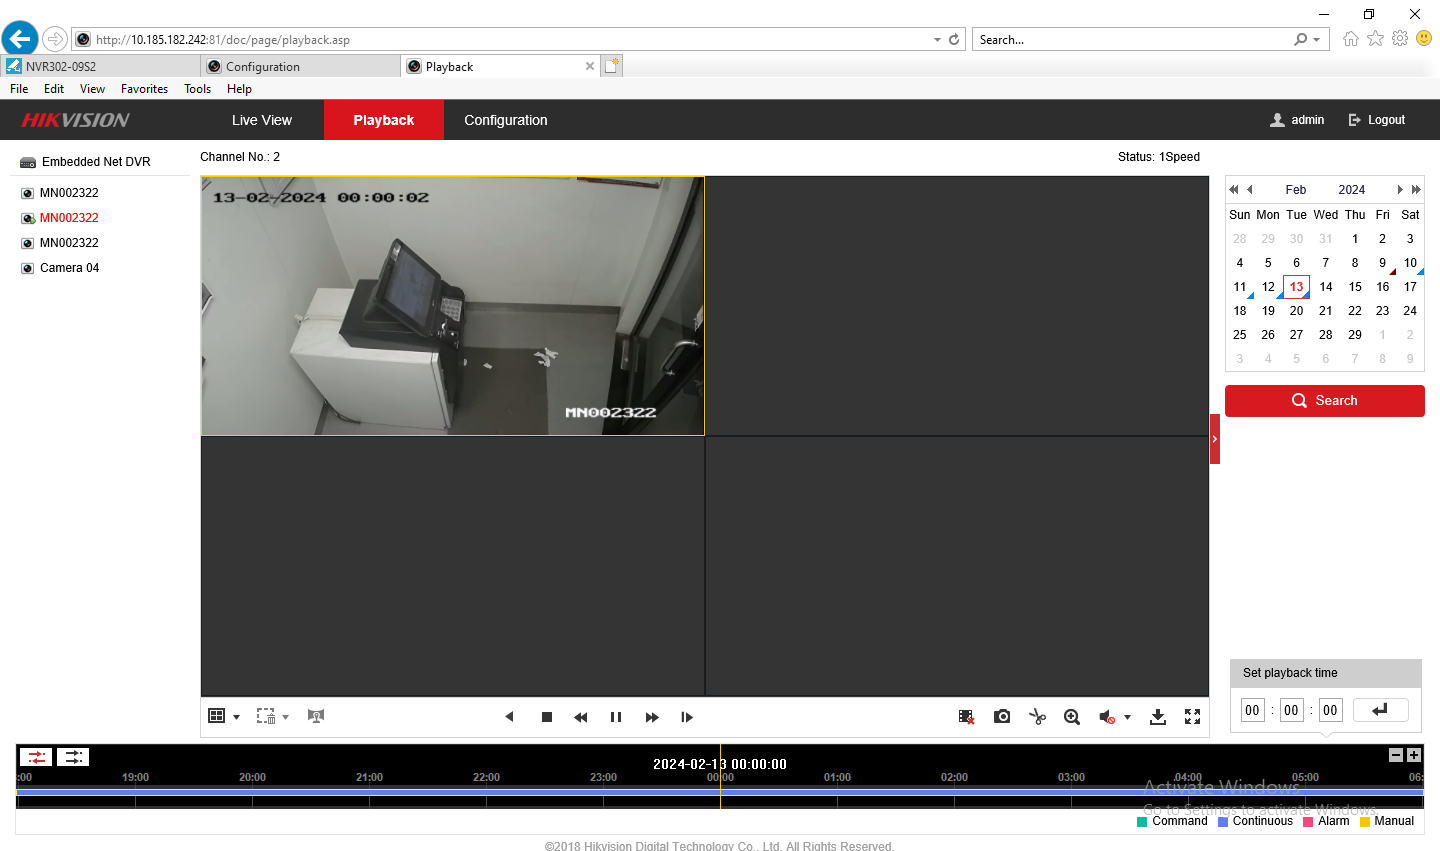 http://10.185.182.242:81/doc/page/playback.asp
Search...
NVR302-09S2
Configuration
Playback
File Edit View Favorites Tools Help
HIKVISION
Live View
Playback
Configuration
admin
Logout
Embedded Net DVR
MN002322
MN002322
MN002322
Camera 04
Channel No.: 2
Status: 1Speed
13-02-2024 00:00:02
MN002322
Feb 2024
Sun Mon Tue Wed Thu Fri Sat
28 29 30 31 1 2 3
4 5 6 7 8 9 10
11 12 13 14 15 16 17
18 19 20 21 22 23 24
25 26 27 28 29 1 2
3 4 5 6 7 8 9
Search
Set playback time
00 : 00 : 00
2024-02-13 00:00:00
:00 19:00 20:00 21:00 22:00 23:00 00:00 01:00 02:00 03:00 04:00 05:00 06:
Activate Windows
Go to Settings to activate Windows.
Command Continuous Alarm Manual
©2018 Hikvision Digital Technology Co., Ltd. All Rights Reserved.